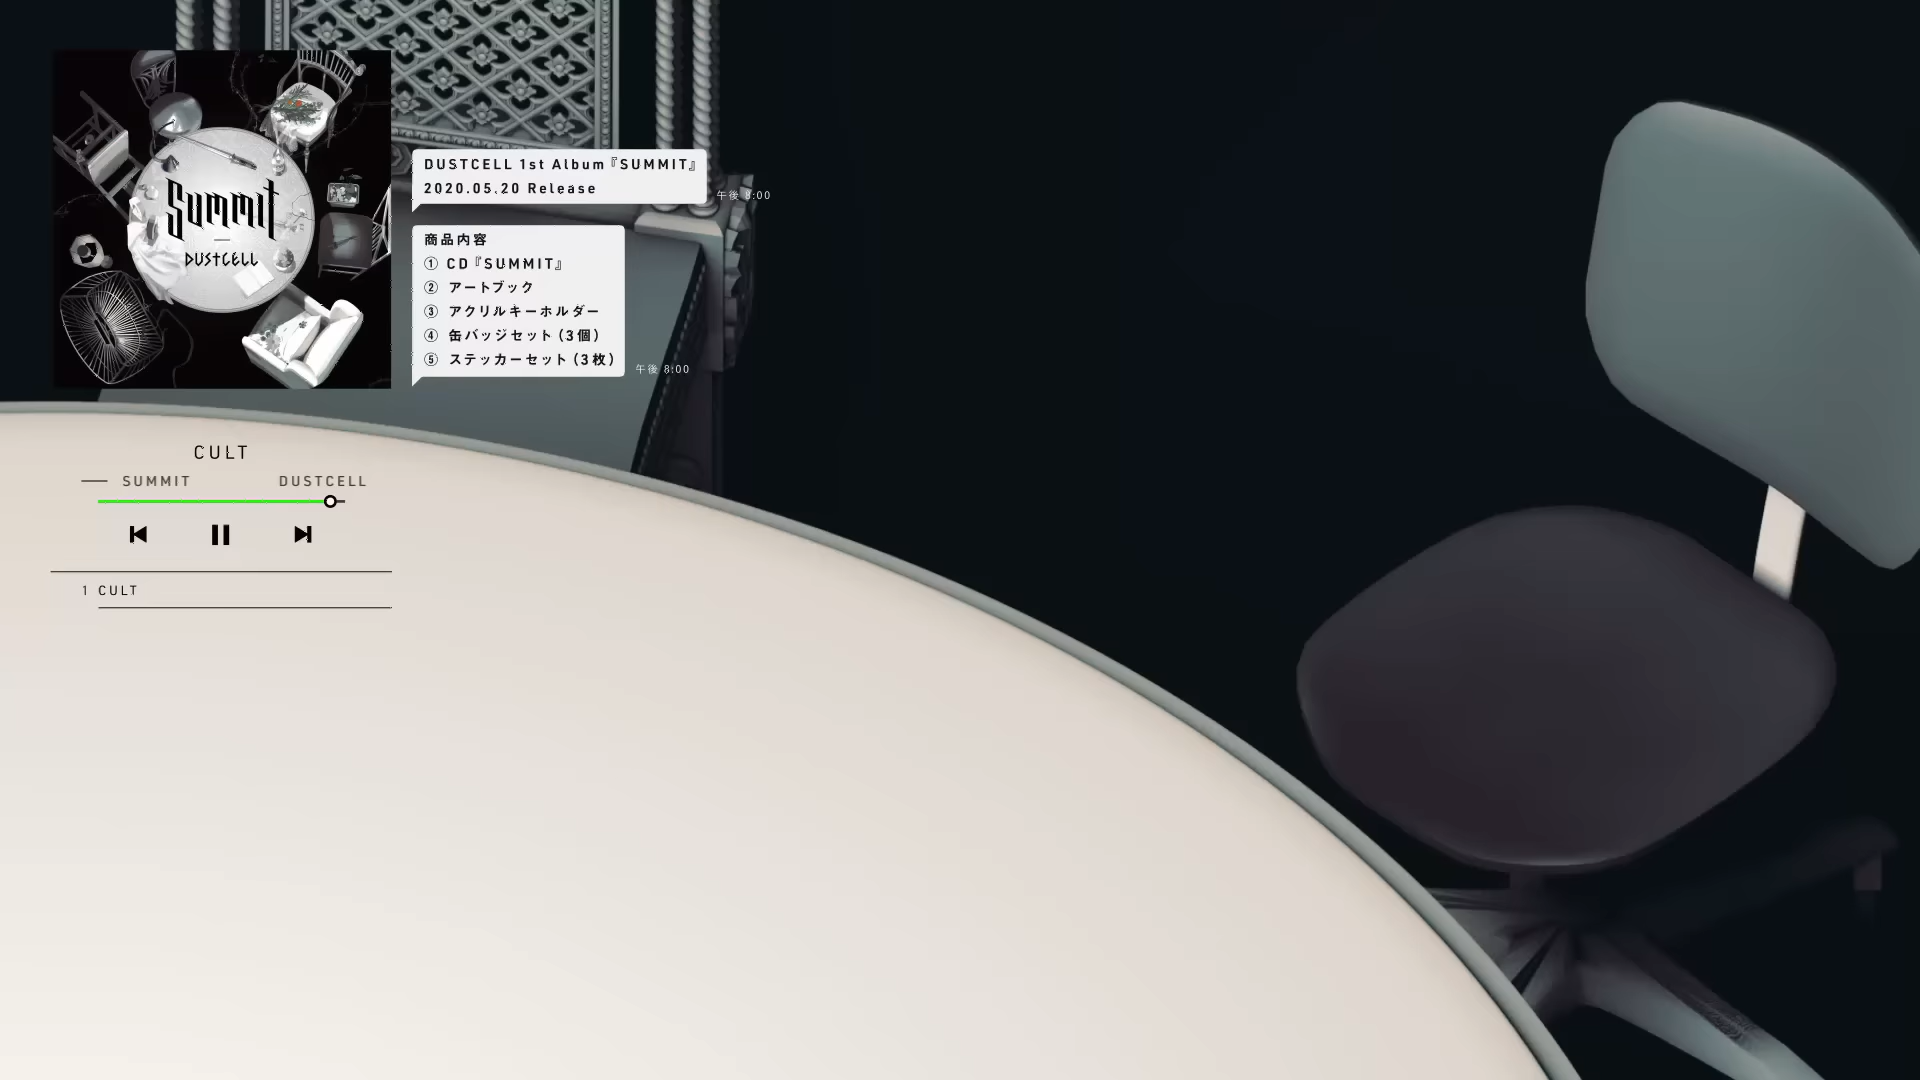 Summit
DUSTCELL
DUSTCELL 1st Album『SUMMIT』
2020.05.20 Release
午後 8:00
商品内容
① CD『SUMMIT』
② アートブック
③ アクリルキーホルダー
④ 缶バッジセット(3個)
⑤ ステッカーセット(3枚)
午後 8:00
CULT
SUMMIT DUSTCELL
1 CULT